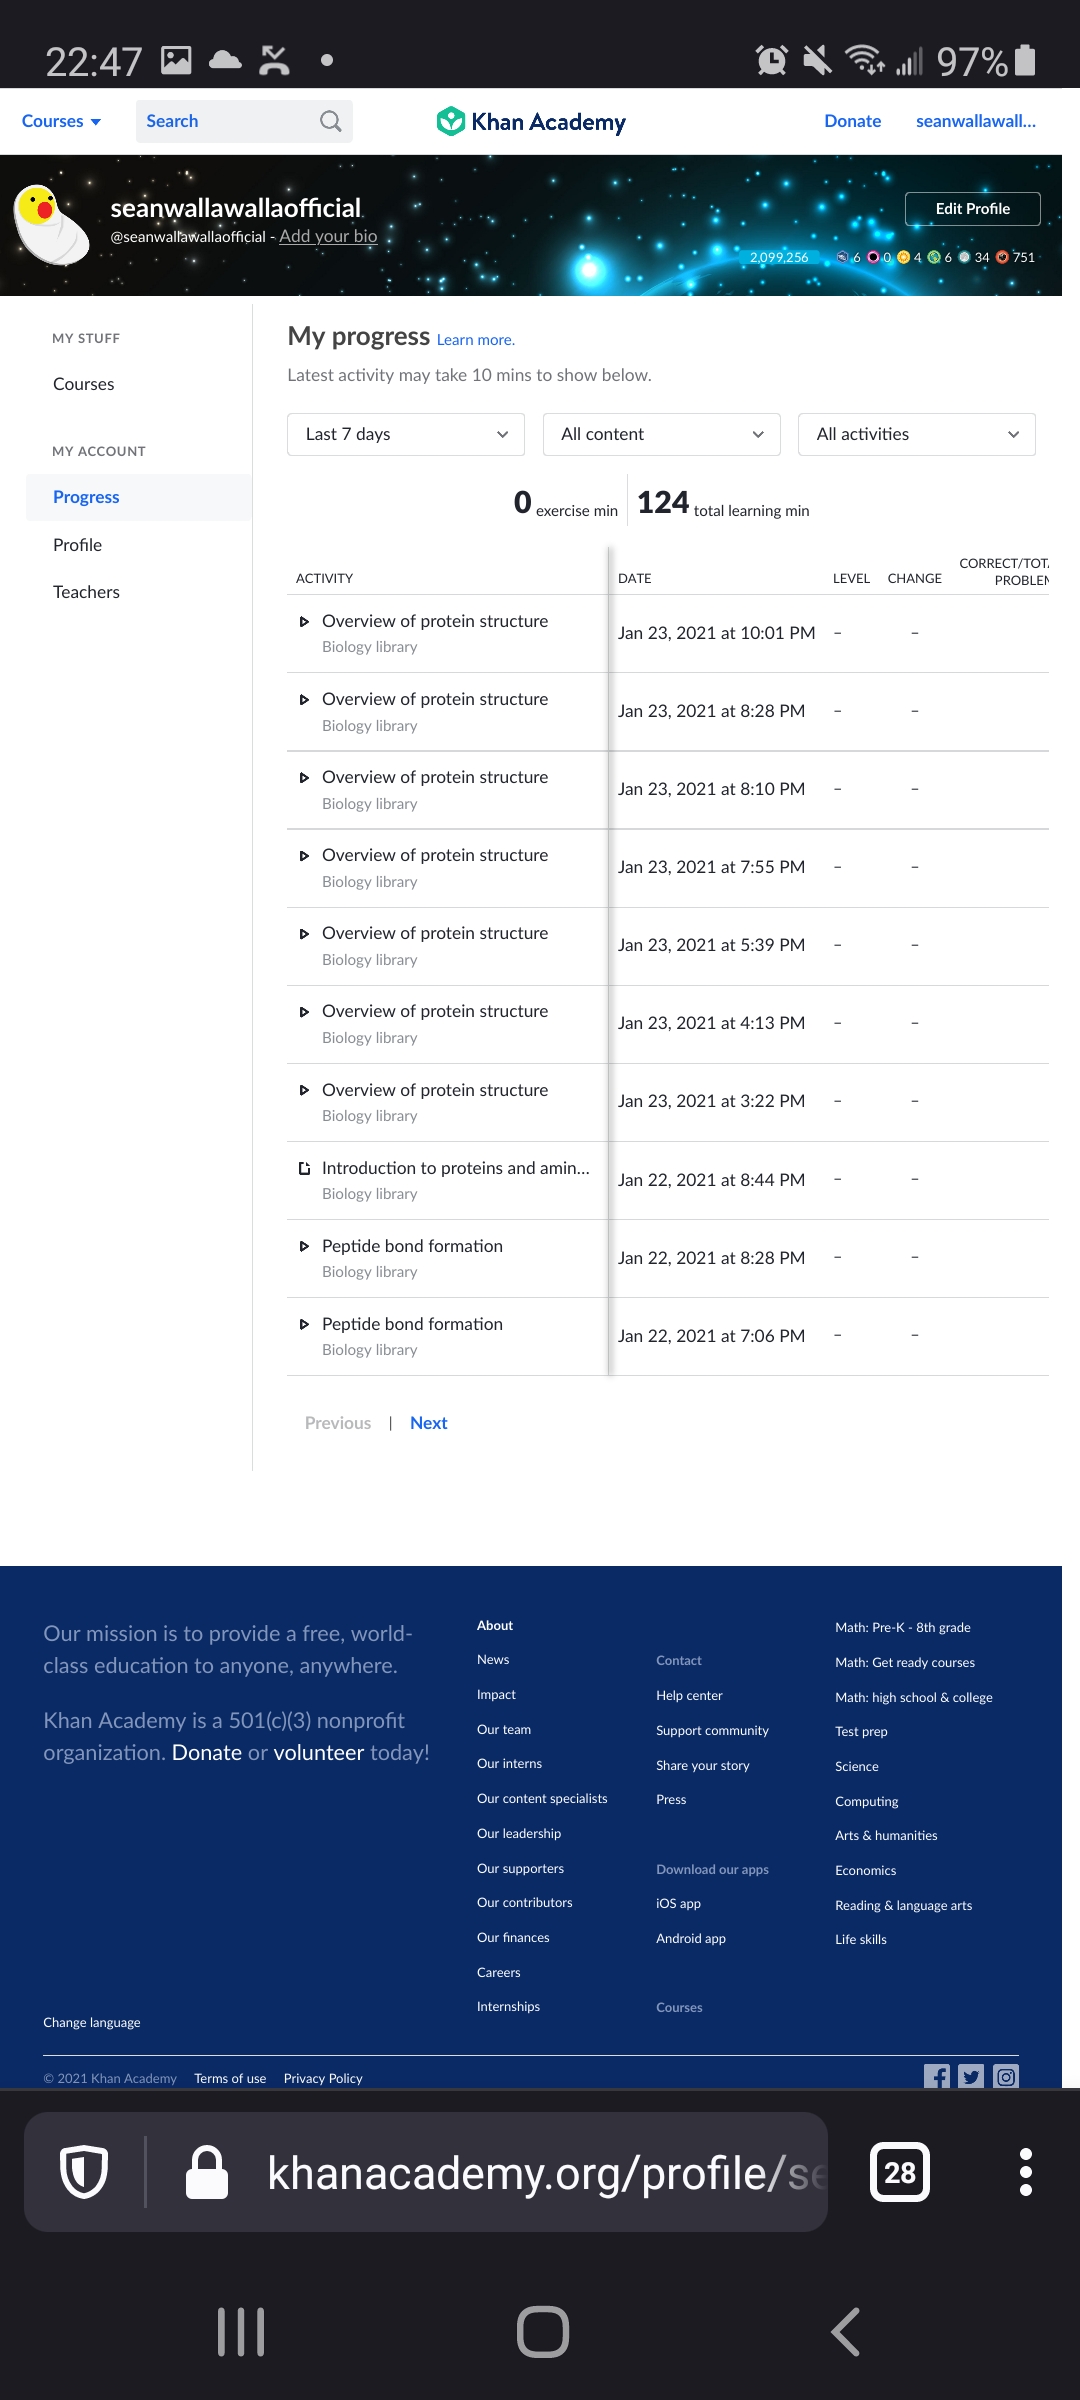 22:47 97%
Courses Search Khan Academy Donate seanwallawall...
seanwallawallaofficial
@seanwallawallaofficial - Add your bio
Edit Profile
2,099,256 6 0 4 6 34 751
MY STUFF
Courses
MY ACCOUNT
Progress
Profile
Teachers
My progress Learn more.
Latest activity may take 10 mins to show below.
Last 7 days All content All activities
0 exercise min 124 total learning min
ACTIVITY DATE LEVEL CHANGE CORRECT/TOTA
PROBLEM
Overview of protein structure
Biology library
Jan 23, 2021 at 10:01 PM – –
Overview of protein structure
Biology library
Jan 23, 2021 at 8:28 PM – –
Overview of protein structure
Biology library
Jan 23, 2021 at 8:10 PM – –
Overview of protein structure
Biology library
Jan 23, 2021 at 7:55 PM – –
Overview of protein structure
Biology library
Jan 23, 2021 at 5:39 PM – –
Overview of protein structure
Biology library
Jan 23, 2021 at 4:13 PM – –
Overview of protein structure
Biology library
Jan 23, 2021 at 3:22 PM – –
Introduction to proteins and amin...
Biology library
Jan 22, 2021 at 8:44 PM – –
Peptide bond formation
Biology library
Jan 22, 2021 at 8:28 PM – –
Peptide bond formation
Biology library
Jan 22, 2021 at 7:06 PM – –
Previous | Next
Our mission is to provide a free, world-
class education to anyone, anywhere.
Khan Academy is a 501(c)(3) nonprofit
organization. Donate or volunteer today!
Change language
About
News
Impact
Our team
Our interns
Our content specialists
Our leadership
Our supporters
Our contributors
Our finances
Careers
Internships
Contact
Help center
Support community
Share your story
Press
Download our apps
iOS app
Android app
Courses
Math: Pre-K - 8th grade
Math: Get ready courses
Math: high school & college
Test prep
Science
Computing
Arts & humanities
Economics
Reading & language arts
Life skills
© 2021 Khan Academy Terms of use Privacy Policy
khanacademy.org/profile/se
28